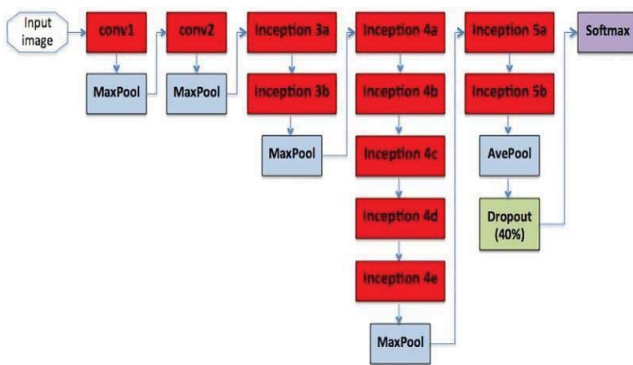 Input
image
conv1
MaxPool
conv2
MaxPool
Inception 3a
Inception 3b
MaxPool
Inception 4a
Inception 4b
Inception 4c
Inception 4d
Inception 4e
MaxPool
Inception 5a
Inception 5b
AvePool
Dropout
(40%)
Softmax